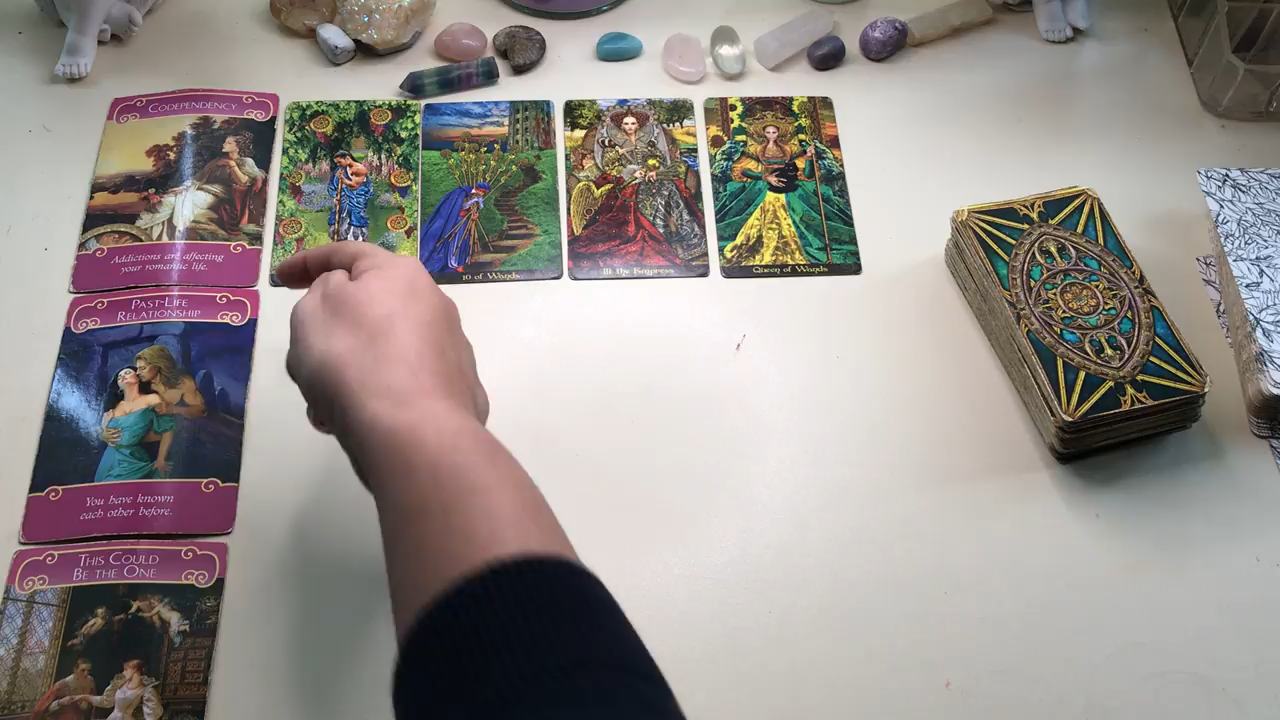 CODEPENDENCY
Addictions are affecting
your romantic life.
PAST-LIFE
RELATIONSHIP
You have known
each other before.
THIS COULD
BE THE ONE
10 of Wands
III The Empress
Queen of Wands